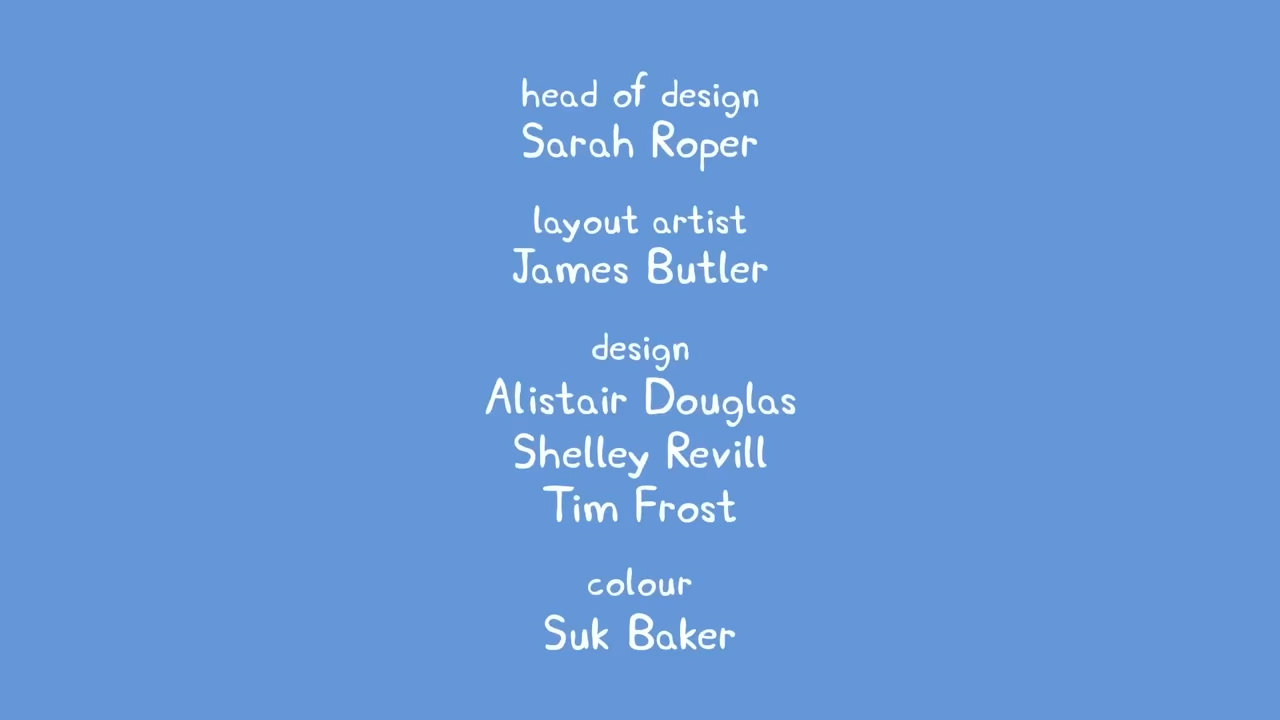 head of design
Sarah Roper
layout artist
James Butler
design
Alistair Douglas
Shelley Revill
Tim Frost
colour
Suk Baker